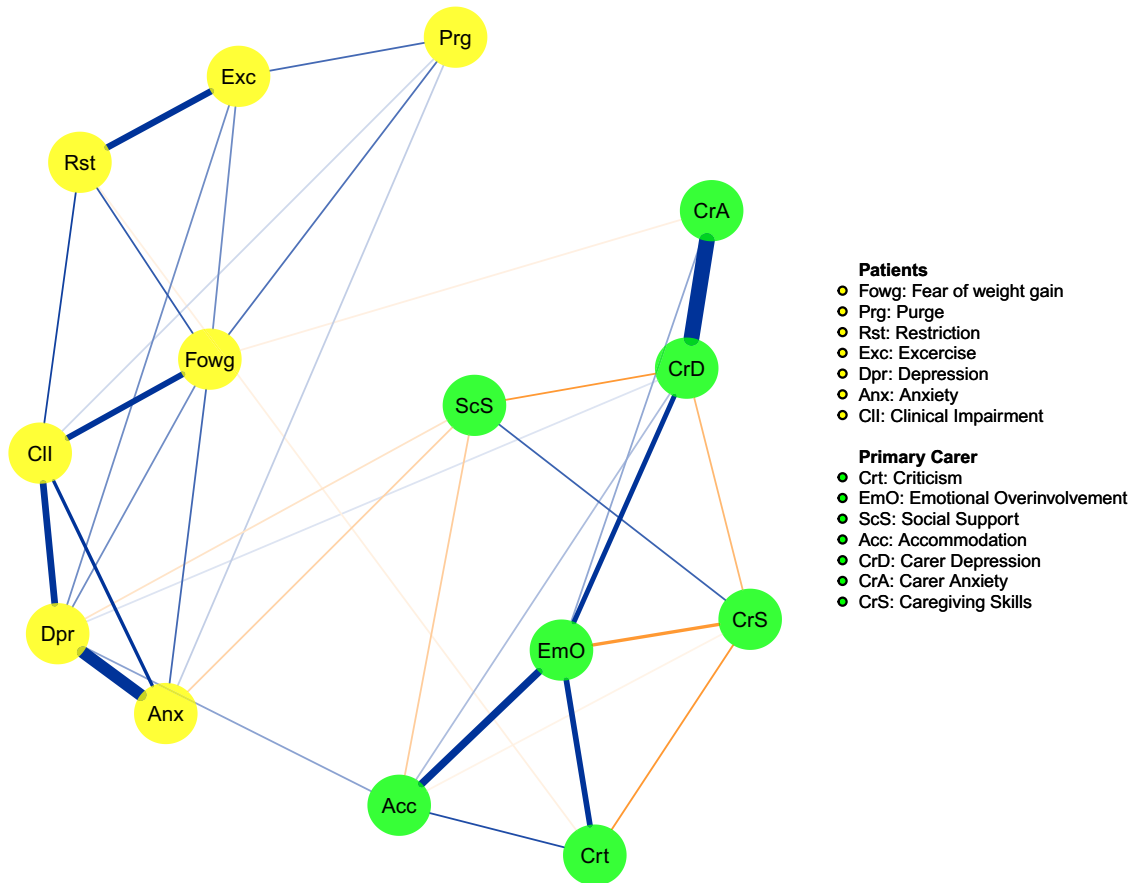 Prg
Exc
Rst
CrA
Fowg
CrD
ScS
ClI
CrS
Dpr
EmO
Anx
Acc
Crt
Patients
Fowg: Fear of weight gain
Prg: Purge
Rst: Restriction
Exc: Excercise
Dpr: Depression
Anx: Anxiety
ClI: Clinical Impairment
Primary Carer
Crt: Criticism
EmO: Emotional Overinvolvement
ScS: Social Support
Acc: Accommodation
CrD: Carer Depression
CrA: Carer Anxiety
CrS: Caregiving Skills